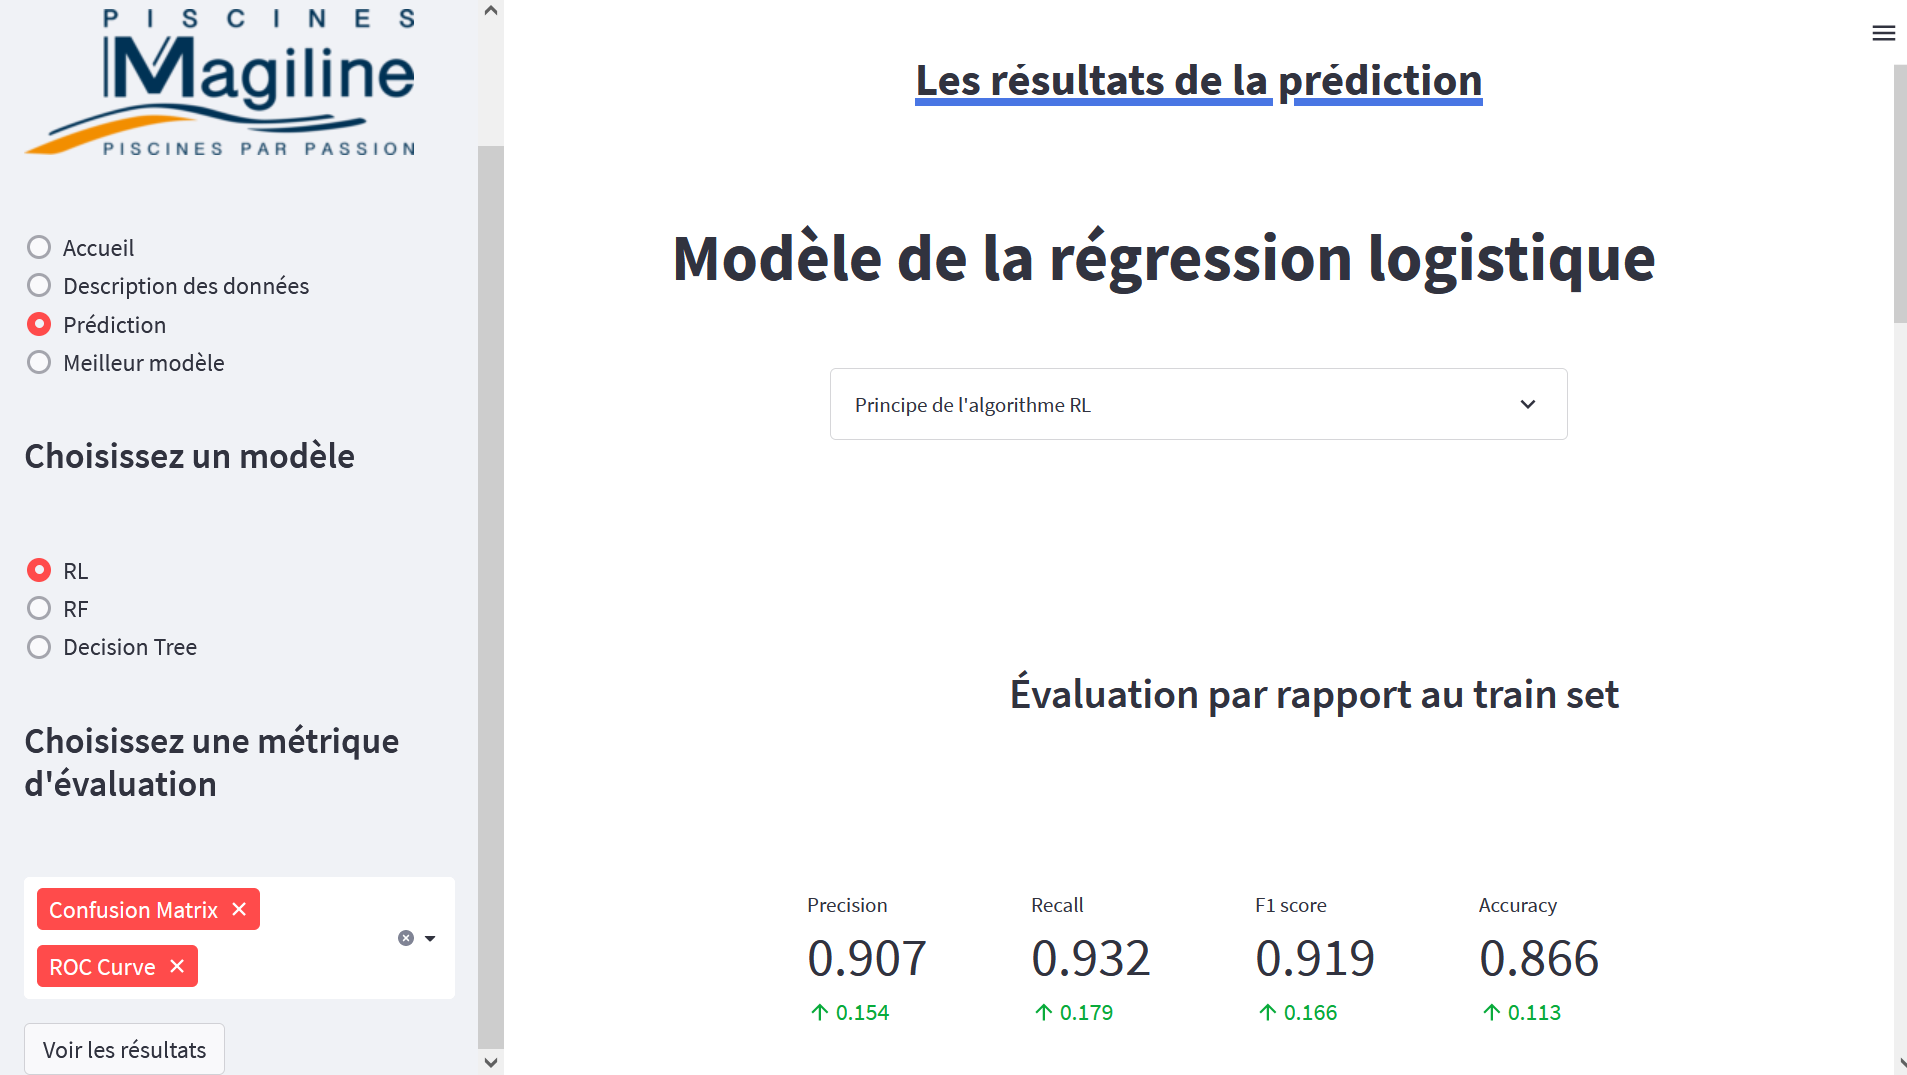 PISCINES
Magiline
PISCINES PAR PASSION
Accueil
Description des données
Prédiction
Meilleur modèle
Choisissez un modèle
RL
RF
Decision Tree
Choisissez une métrique
d'évaluation
Confusion Matrix
ROC Curve
Voir les résultats
Les résultats de la prédiction
Modèle de la régression logistique
Principe de l'algorithme RL
Évaluation par rapport au train set
Precision Recall F1 score Accuracy
0.907 0.932 0.919 0.866
↑ 0.154 ↑ 0.179 ↑ 0.166 ↑ 0.113